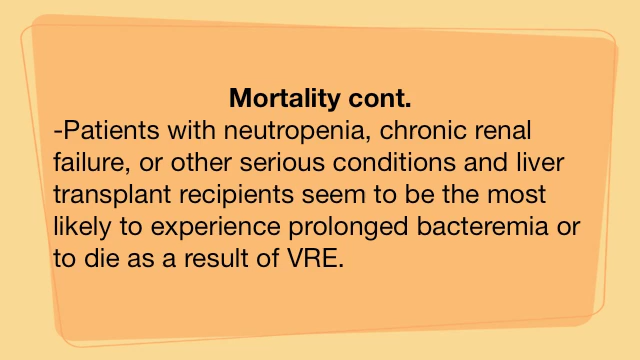 Mortality cont.
-Patients with neutropenia, chronic renal
failure, or other serious conditions and liver
transplant recipients seem to be the most
likely to experience prolonged bacteremia or
to die as a result of VRE.